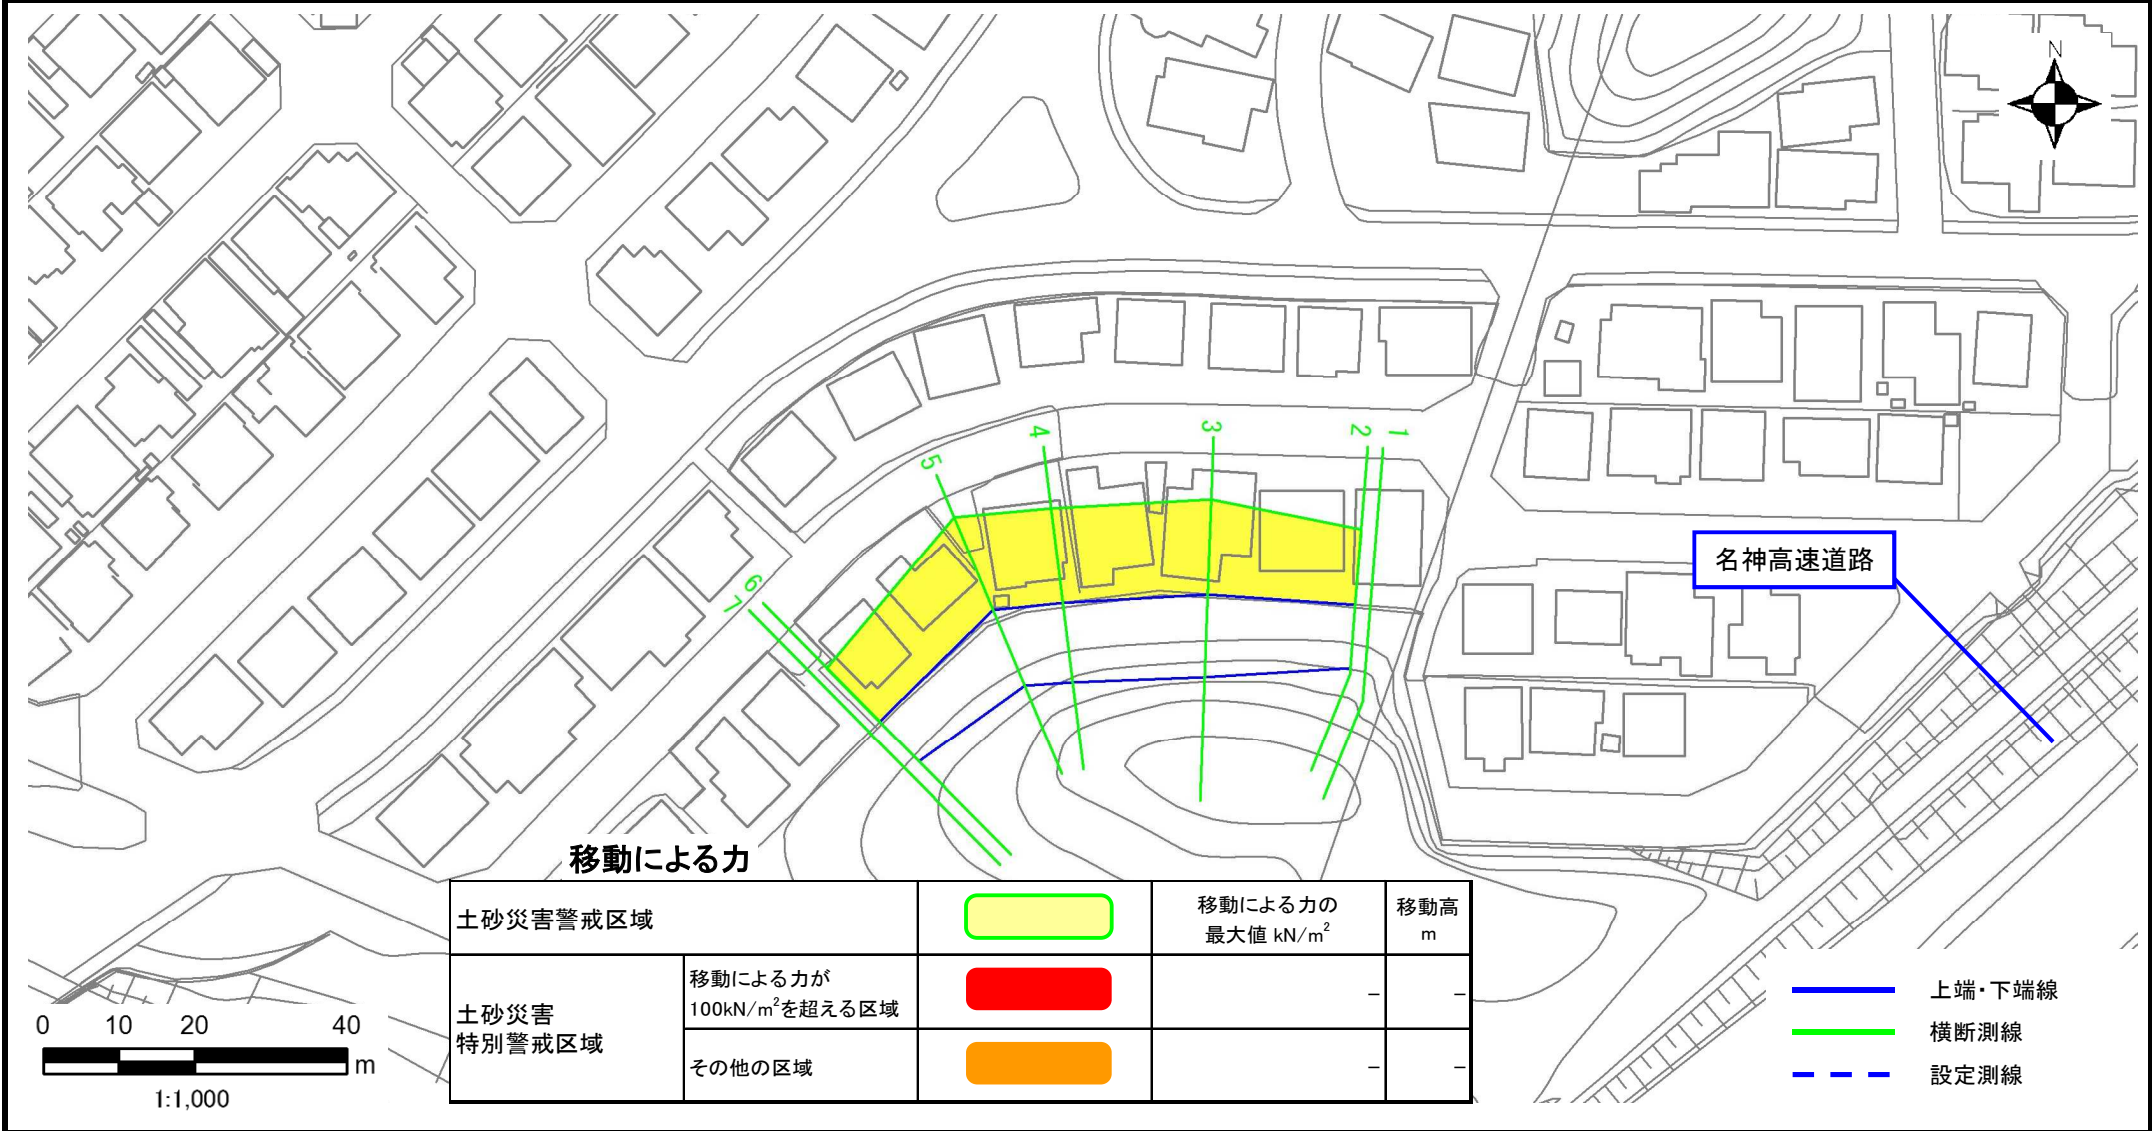 N
1
2
3
4
5
6
7
名神高速道路
移動による力
土砂災害警戒区域
移動による力の
最大値 kN/m²
移動高
m
土砂災害
特別警戒区域
移動による力が
100kN/m²を超える区域
－
－
その他の区域
－
－
0 10 20 40
m
1:1,000
上端・下端線
横断測線
設定測線